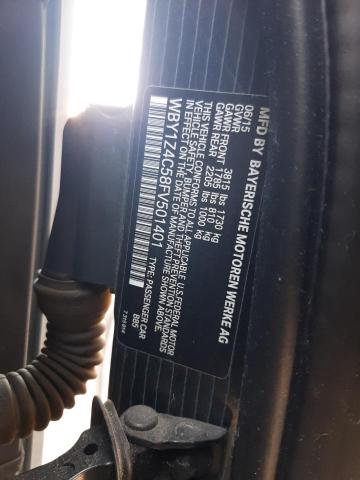 MFD BY BAYERISCHE MOTOREN WERKE AG
06/15
GVWR 3815 lbs 1730 kg
GAWR FRONT 1785 lbs 810 kg
GAWR REAR 2205 lbs 1000 kg
THIS VEHICLE CONFORMS TO ALL APPLICABLE U.S. FEDERAL MOTOR
VEHICLE SAFETY, BUMPER AND THEFT PREVENTION STANDARDS
IN EFFECT ON THE DATE OF MANUFACTURE SHOWN ABOVE.
WBY1Z4C58FV501401
TYPE: PASSENGER CAR
BB5